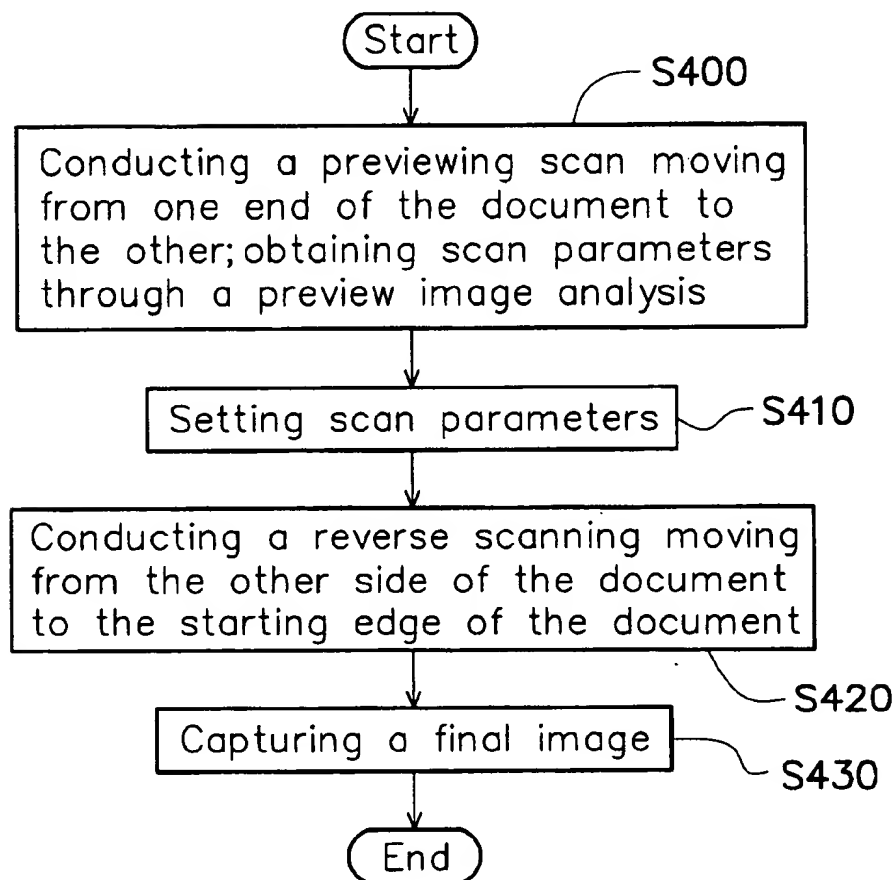 Start
S400
Conducting a previewing scan moving
from one end of the document to
the other; obtaining scan parameters
through a preview image analysis
Setting scan parameters
S410
Conducting a reverse scanning moving
from the other side of the document
to the starting edge of the document
S420
Capturing a final image
S430
End